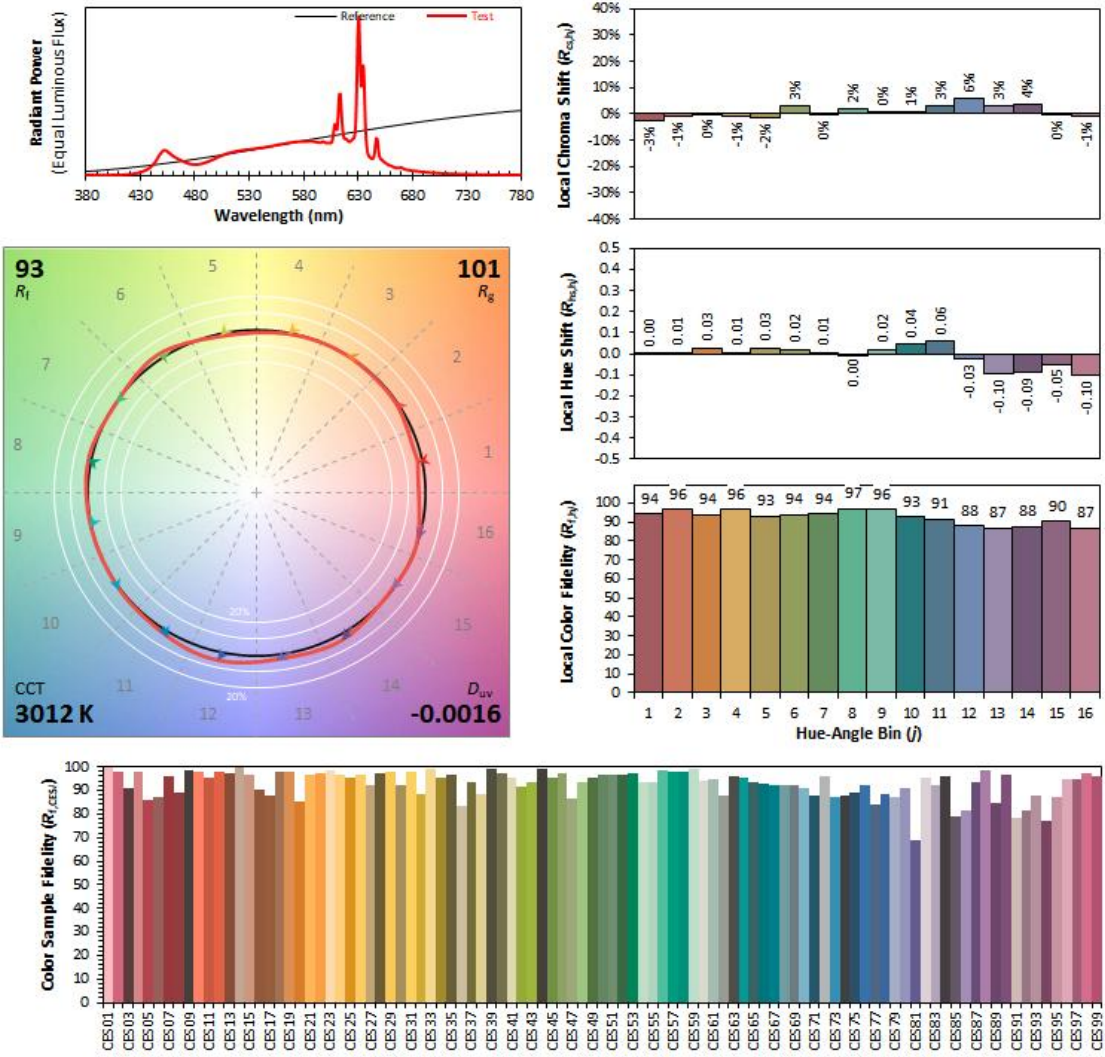 Radiant Power
(Equal Luminous Flux)
Reference
Test
380 430 480 530 580 630 680 730 780
Wavelength (nm)
Local Chroma Shift (Rcs,hj)
40%
30%
20%
10%
0%
-10%
-20%
-30%
-40%
-3% -1% 0% -1% -2% 3% 0% 2% 0% 1% 3% 6% 3% 4% 0% -1%
93
Rf
101
Rg
5 4
6 3
7 2
8 1
9 16
10 15
11 14
12 13
20%
20%
CCT
3012 K
Duv
-0.0016
Local Hue Shift (Rhs,hj)
0.5
0.4
0.3
0.2
0.1
0.0
-0.1
-0.2
-0.3
-0.4
-0.5
0.00 0.01 0.03 0.01 0.03 0.02 0.01 0.00 0.02 0.04 0.06 -0.03 -0.10 -0.09 -0.05 -0.10
Local Color Fidelity (Rf,hj)
100
90
80
70
60
50
40
30
20
10
0
94 96 94 96 93 94 94 97 96 93 91 88 87 88 90 87
1 2 3 4 5 6 7 8 9 10 11 12 13 14 15 16
Hue-Angle Bin (j)
Color Sample Fidelity (Rf,CESi)
100
90
80
70
60
50
40
30
20
10
0
CES01 CES03 CES05 CES07 CES09 CES11 CES13 CES15 CES17 CES19 CES21 CES23 CES25 CES27 CES29 CES31 CES33 CES35 CES37 CES39 CES41 CES43 CES45 CES47 CES49 CES51 CES53 CES55 CES57 CES59 CES61 CES63 CES65 CES67 CES69 CES71 CES73 CES75 CES77 CES79 CES81 CES83 CES85 CES87 CES89 CES91 CES93 CES95 CES97 CES99